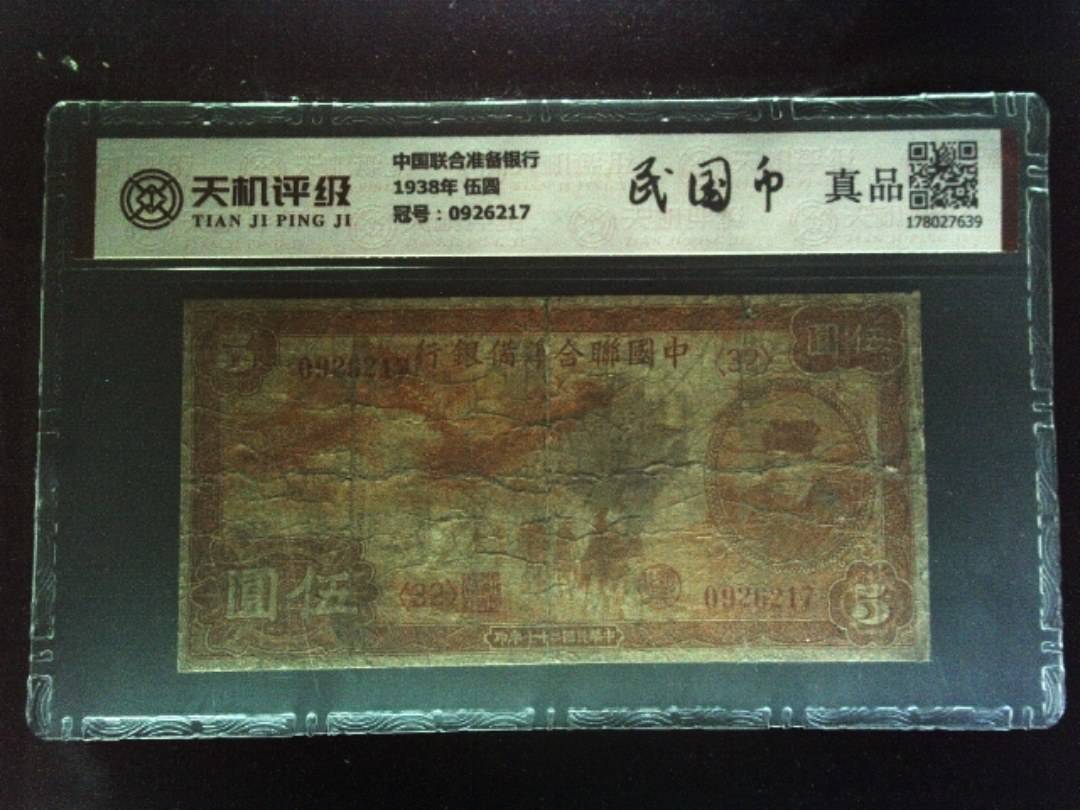 天机评级
TIAN JI PING JI
中国联合准备银行
1938年 伍圆
冠号：0926217
民国币
真品
178027639
伍圓
行銀備準合聯國中
0926217
(32)
伍圓
(32)
0926217
5